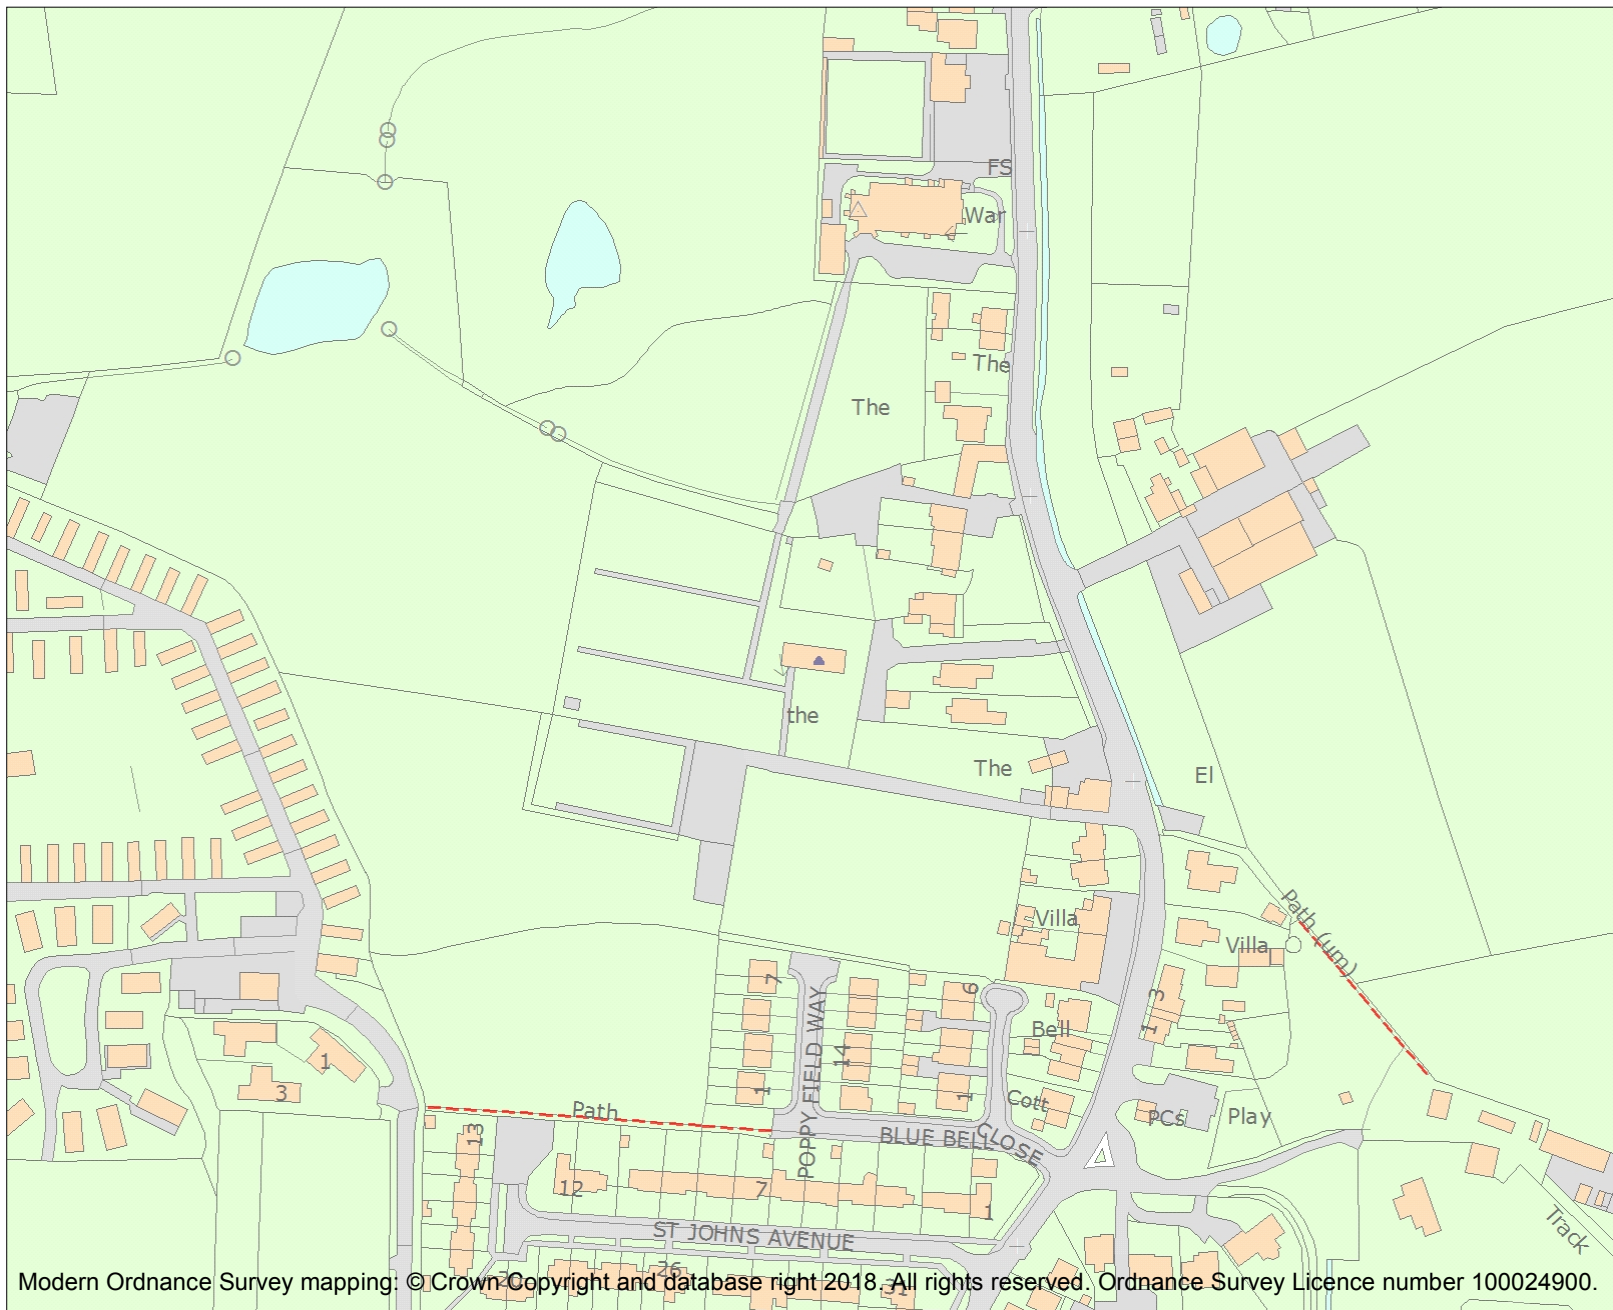 FS
War
The
The
the
The
El
Path (um)
Villa
Villa
7
6
3
1
POPPY FIELD WAY
14
Bell
1
3
1
1
Cott
Path
PCs
Play
BLUE BELL
CLOSE
13
12
7
1
ST JOHNS AVENUE
Track
26
31
Modern Ordnance Survey mapping: © Crown Copyright and database right 2018. All rights reserved. Ordnance Survey Licence number 100024900.